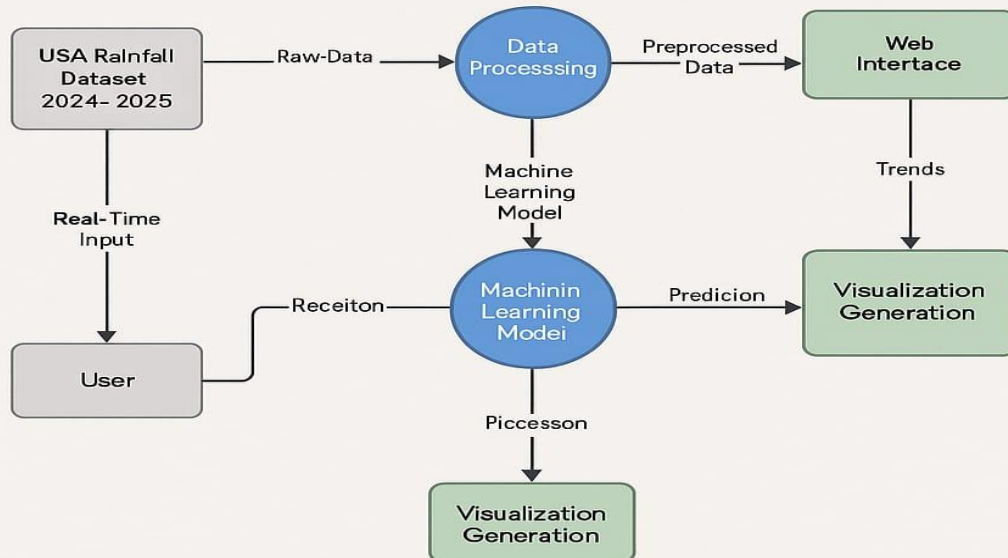 USA Rainfall
Dataset
2024- 2025
Raw-Data
Data
Processsing
Preprocessed
Data
Web
Intertace
Real-Time
Input
Machine
Learning
Model
Trends
User
Receiton
Machinin
Learning
Modei
Predicion
Visualization
Generation
Piccesson
Visualization
Generation